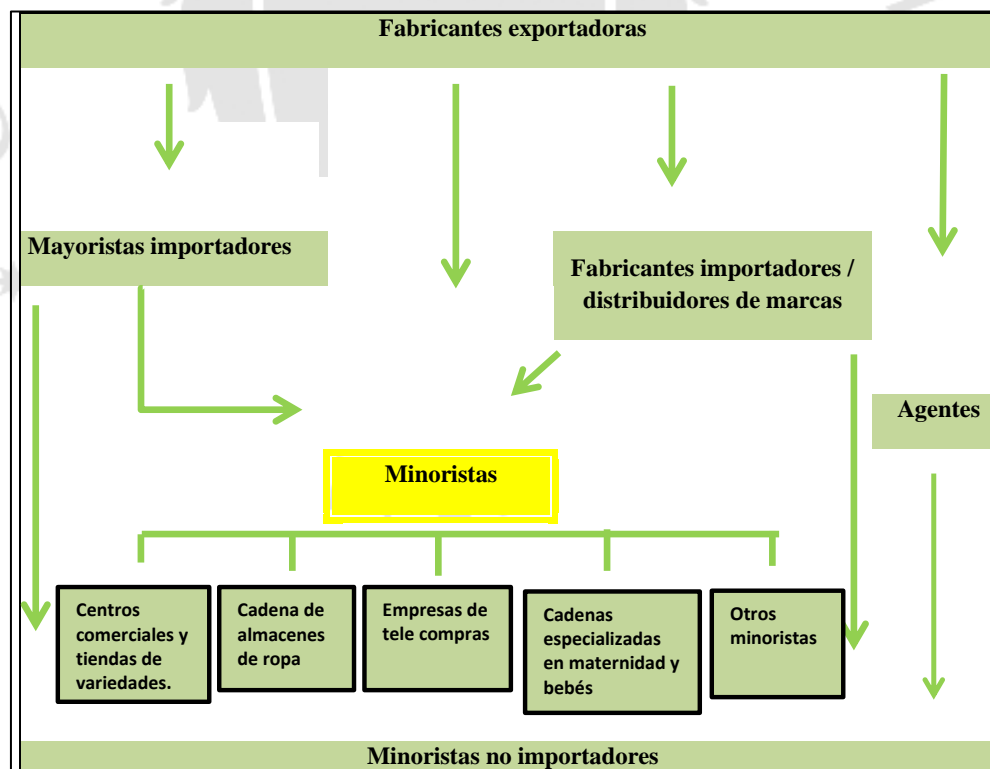 Fabricantes exportadoras
Mayoristas importadores
Fabricantes importadores /
distribuidores de marcas
Agentes
Minoristas
Centros
comerciales y
tiendas de
variedades.
Cadena de
almacenes
de ropa
Empresas de
tele compras
Cadenas
especializadas
en maternidad y
bebés
Otros
minoristas
Minoristas no importadores